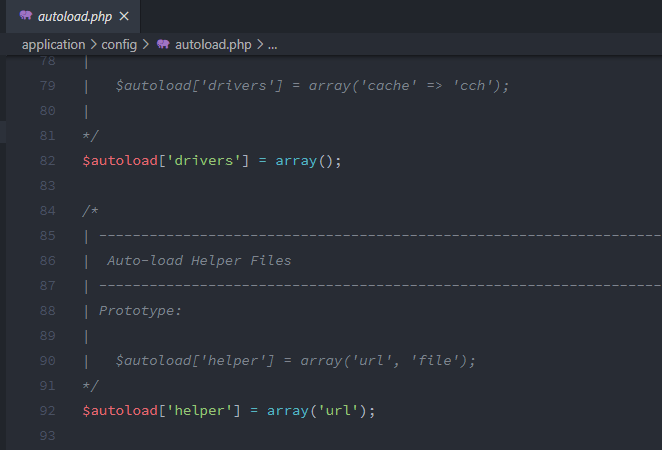 autoload.php ×
application > config > autoload.php > ...
78 |
79 | $autoload['drivers'] = array('cache' => 'cch');
80 |
81 */
82 $autoload['drivers'] = array();
83
84 /*
85 | -------------------------------------------------------------------
86 | Auto-load Helper Files
87 | -------------------------------------------------------------------
88 | Prototype:
89 |
90 | $autoload['helper'] = array('url', 'file');
91 */
92 $autoload['helper'] = array('url');
93